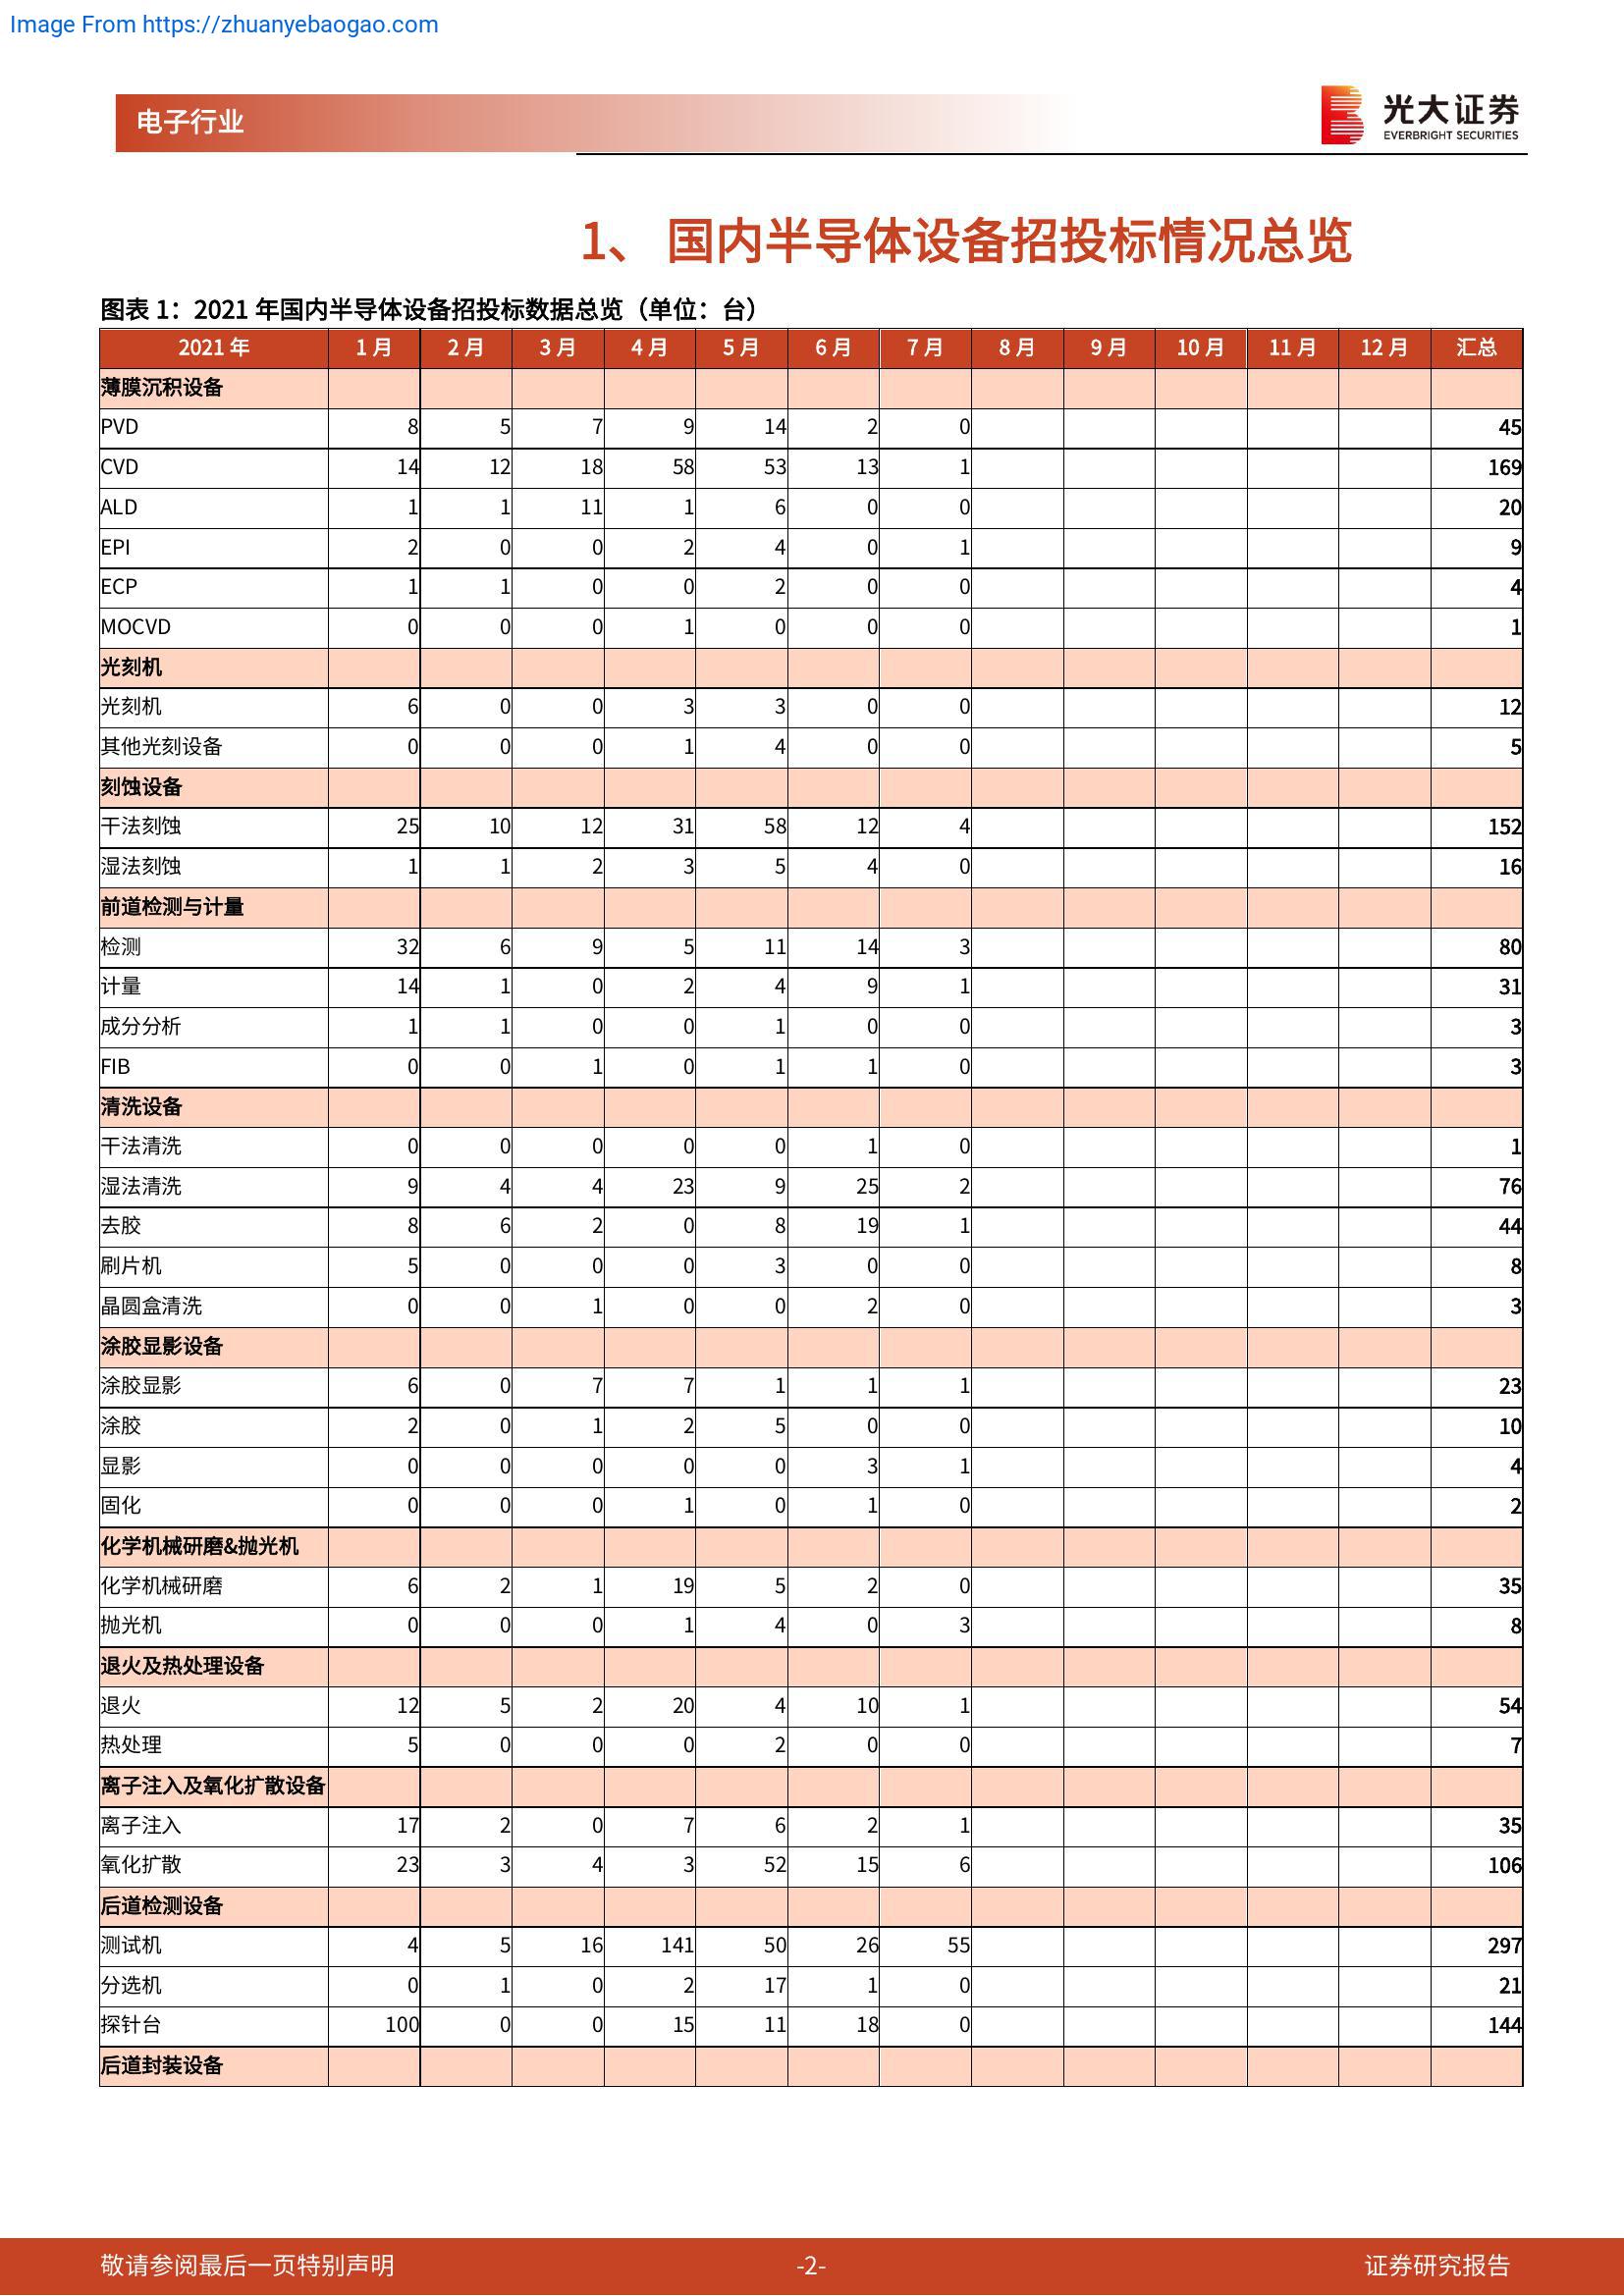 Image From https://zhuanyebaogao.com
电子行业
光大证券
EVERBRIGHT SECURITIES
1、 国内半导体设备招投标情况总览
图表 1：2021 年国内半导体设备招投标数据总览（单位：台）
2021 年 1 月 2 月 3 月 4 月 5 月 6 月 7 月 8 月 9 月 10 月 11 月 12 月 汇总
薄膜沉积设备
PVD 8 5 7 9 14 2 0 45
CVD 14 12 18 58 53 13 1 169
ALD 1 1 11 1 6 0 0 20
EPI 2 0 0 2 4 0 1 9
ECP 1 1 0 0 2 0 0 4
MOCVD 0 0 0 1 0 0 0 1
光刻机
光刻机 6 0 0 3 3 0 0 12
其他光刻设备 0 0 0 1 4 0 0 5
刻蚀设备
干法刻蚀 25 10 12 31 58 12 4 152
湿法刻蚀 1 1 2 3 5 4 0 16
前道检测与计量
检测 32 6 9 5 11 14 3 80
计量 14 1 0 2 4 9 1 31
成分分析 1 1 0 0 1 0 0 3
FIB 0 0 1 0 1 1 0 3
清洗设备
干法清洗 0 0 0 0 0 1 0 1
湿法清洗 9 4 4 23 9 25 2 76
去胶 8 6 2 0 8 19 1 44
刷片机 5 0 0 0 3 0 0 8
晶圆盒清洗 0 0 1 0 0 2 0 3
涂胶显影设备
涂胶显影 6 0 7 7 1 1 1 23
涂胶 2 0 1 2 5 0 0 10
显影 0 0 0 0 0 3 1 4
固化 0 0 0 1 0 1 0 2
化学机械研磨&抛光机
化学机械研磨 6 2 1 19 5 2 0 35
抛光机 0 0 0 1 4 0 3 8
退火及热处理设备
退火 12 5 2 20 4 10 1 54
热处理 5 0 0 0 2 0 0 7
离子注入及氧化扩散设备
离子注入 17 2 0 7 6 2 1 35
氧化扩散 23 3 4 3 52 15 6 106
后道检测设备
测试机 4 5 16 141 50 26 55 297
分选机 0 1 0 2 17 1 0 21
探针台 100 0 0 15 11 18 0 144
后道封装设备
敬请参阅最后一页特别声明 -2- 证券研究报告